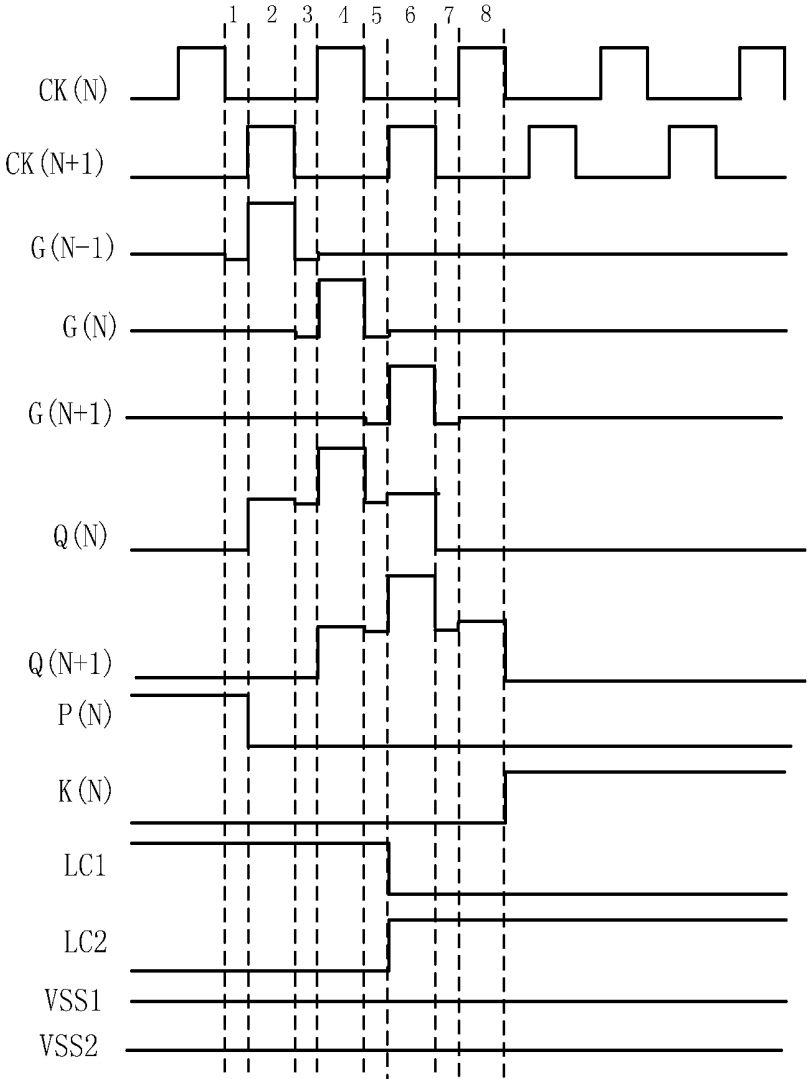 1 2 3 4 5 6 7 8
CK(N)
CK(N+1)
G(N-1)
G(N)
G(N+1)
Q(N)
Q(N+1)
P(N)
K(N)
LC1
LC2
VSS1
VSS2